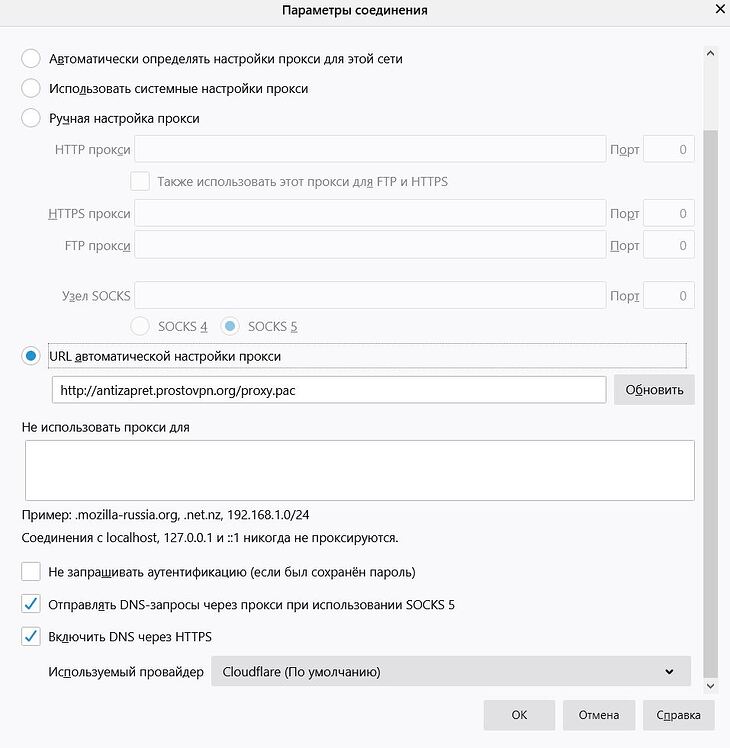 Параметры соединения
Автоматически определять настройки прокси для этой сети
Использовать системные настройки прокси
Ручная настройка прокси
HTTP прокси Порт 0
Также использовать этот прокси для FTP и HTTPS
HTTPS прокси Порт 0
FTP прокси Порт 0
Узел SOCKS Порт 0
SOCKS 4 SOCKS 5
URL автоматической настройки прокси
http://antizapret.prostovpn.org/proxy.pac Обновить
Не использовать прокси для
Пример: .mozilla-russia.org, .net.nz, 192.168.1.0/24
Соединения с localhost, 127.0.0.1 и ::1 никогда не проксируются.
Не запрашивать аутентификацию (если был сохранён пароль)
Отправлять DNS-запросы через прокси при использовании SOCKS 5
Включить DNS через HTTPS
Используемый провайдер Cloudflare (По умолчанию)
ОК Отмена Справка